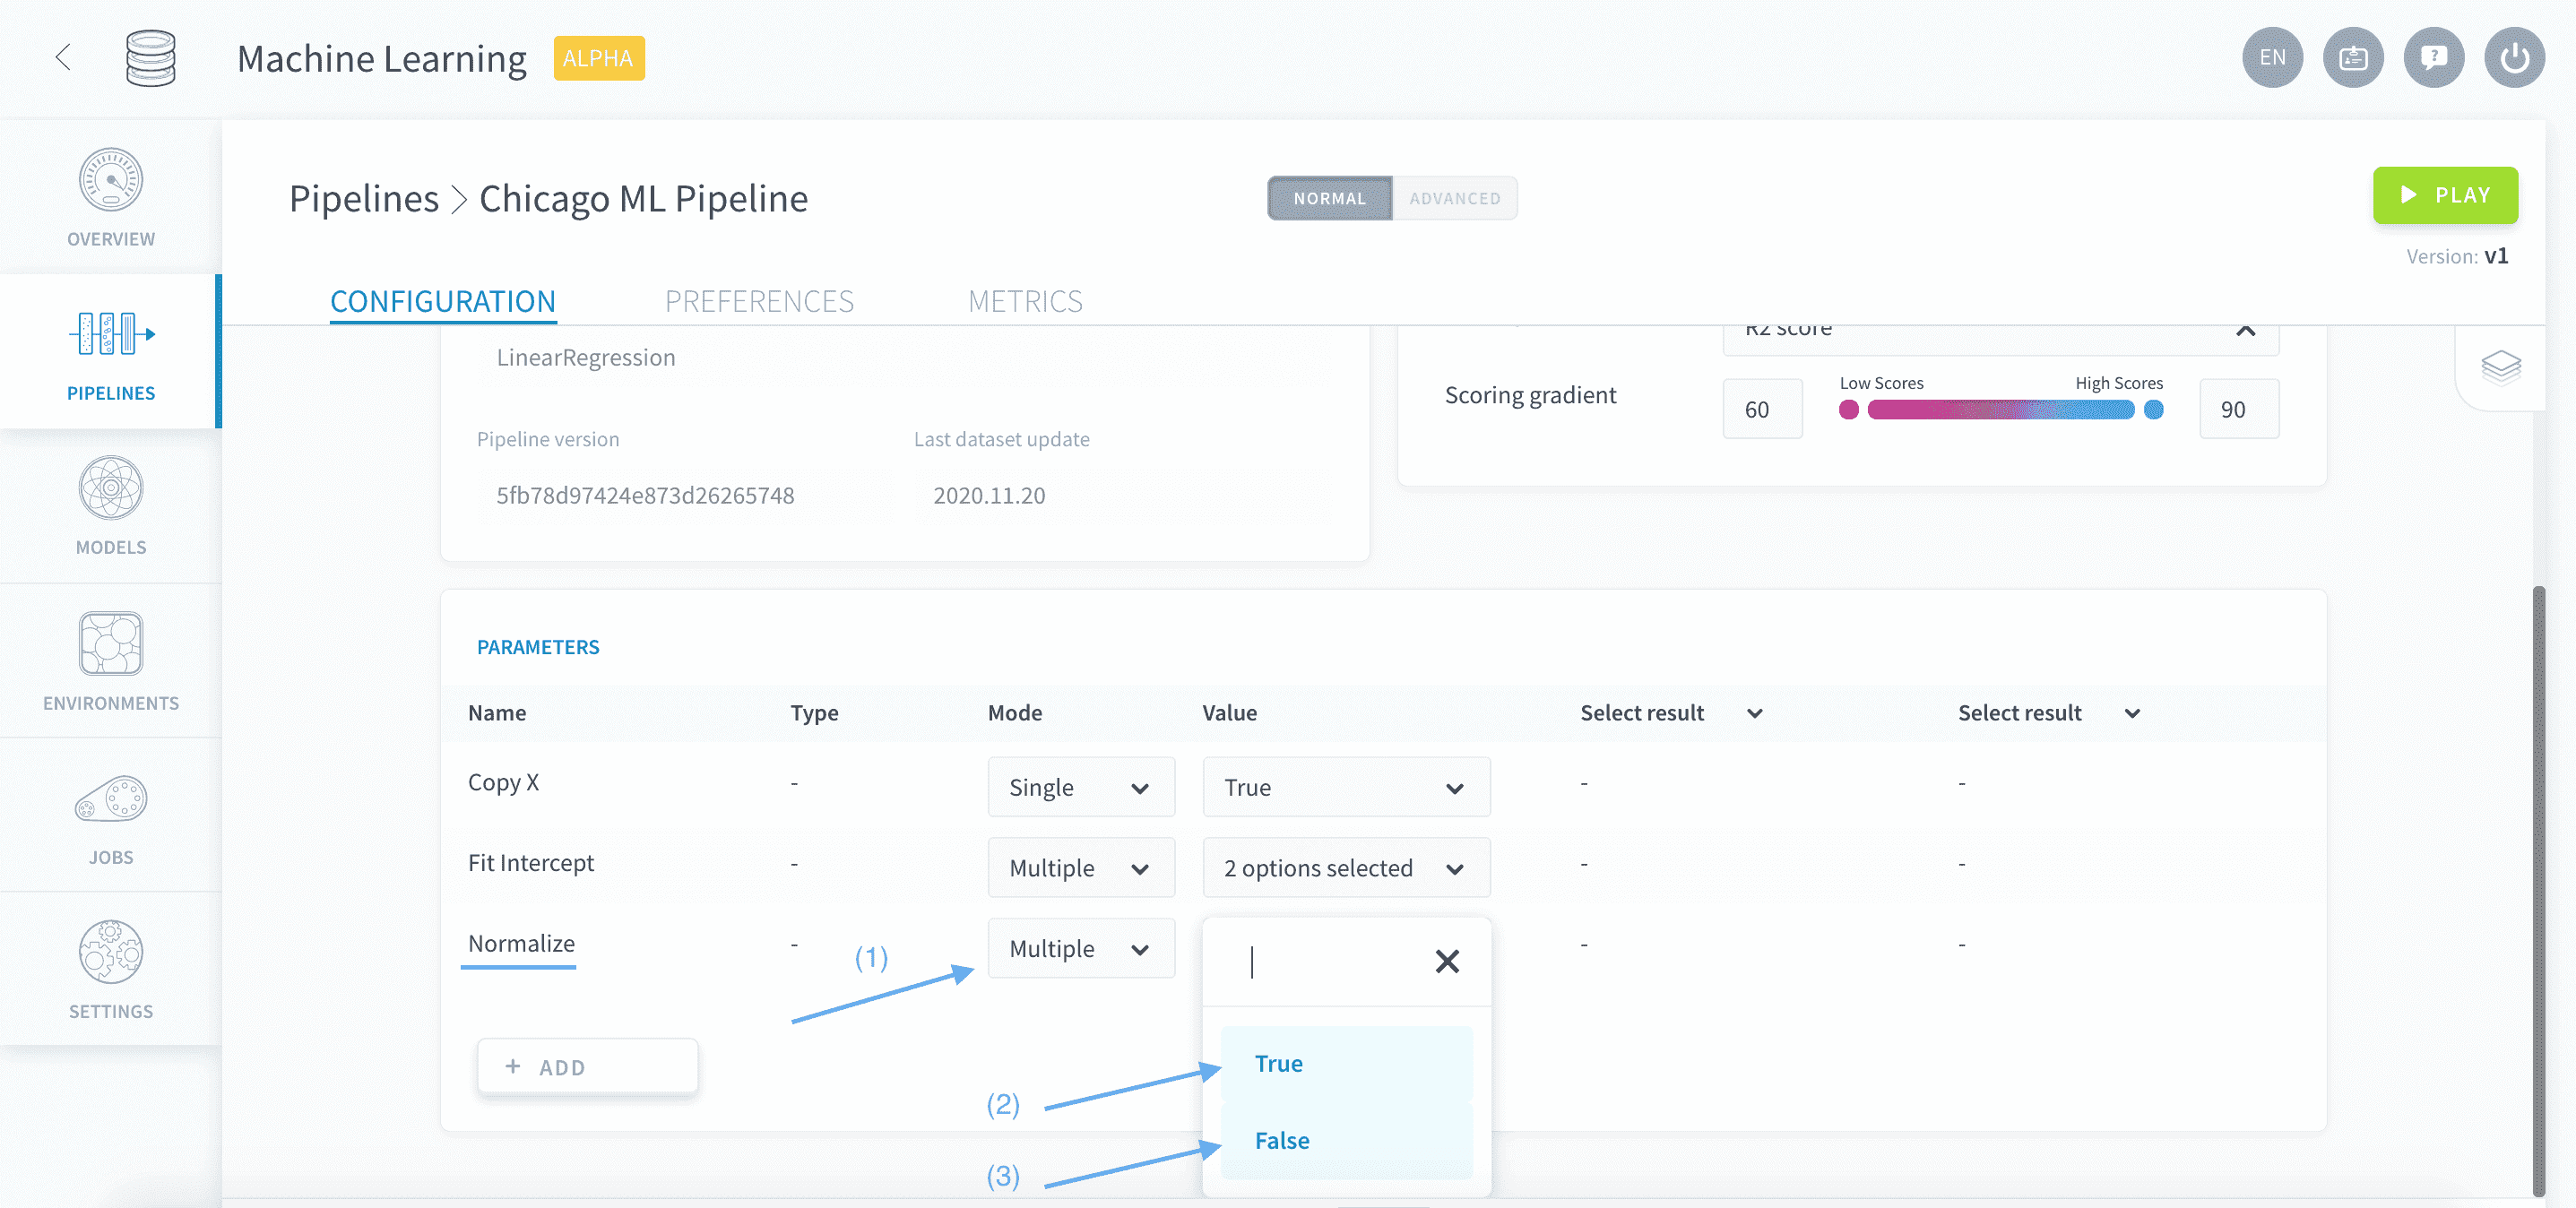 Machine Learning ALPHA EN
Pipelines > Chicago ML Pipeline NORMAL ADVANCED PLAY
Version: v1
CONFIGURATION PREFERENCES METRICS
OVERVIEW
PIPELINES
MODELS
ENVIRONMENTS
JOBS
SETTINGS
LinearRegression
Pipeline version Last dataset update
5fb78d97424e873d26265748 2020.11.20
R2 score
Scoring gradient 60 Low Scores High Scores 90
PARAMETERS
Name Type Mode Value Select result Select result
Copy X - Single True - -
Fit Intercept - Multiple 2 options selected - -
Normalize - (1) Multiple - -
+ ADD
(2) True
(3) False